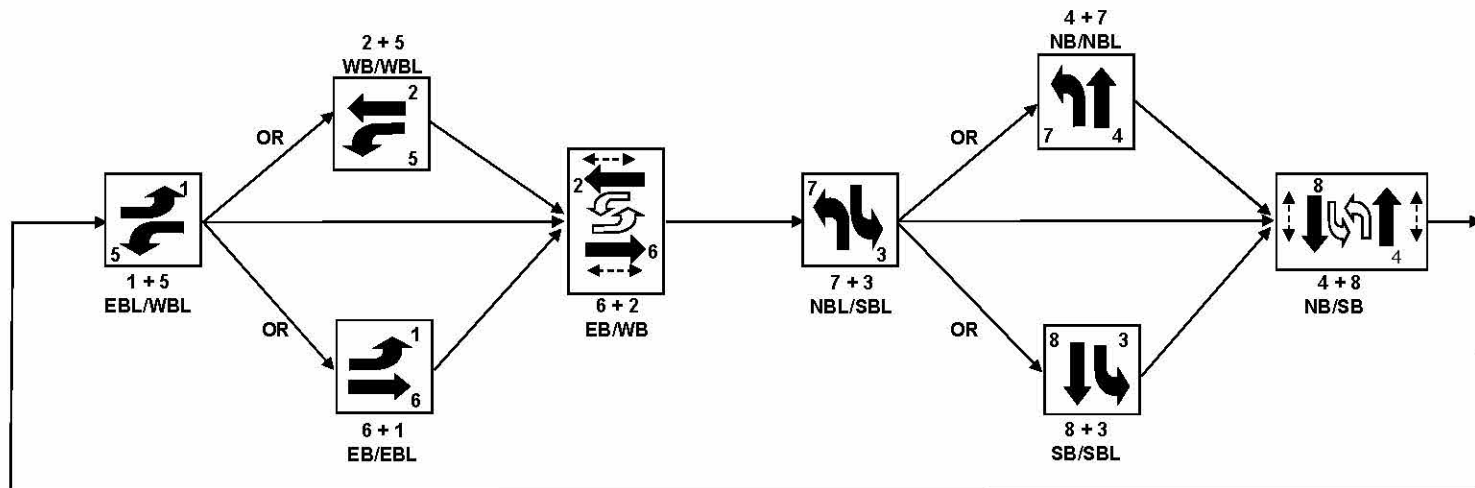 2 + 5
WB/WBL
2
5
OR
1
5
1 + 5
EBL/WBL
OR
1
6
6 + 1
EB/EBL
2
6
6 + 2
EB/WB
7
3
7 + 3
NBL/SBL
4 + 7
NB/NBL
7 4
OR
OR
8 3
8 + 3
SB/SBL
8
4
4 + 8
NB/SB